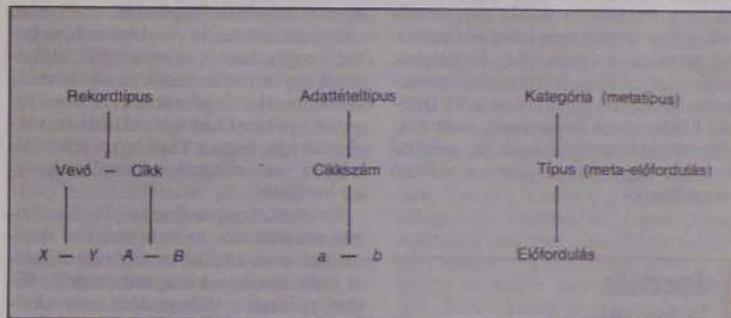 Rekordtípus Adattételtípus Kategória (metatípus)
Vevő — Cikk Cikkszám Típus (meta-előfordulás)
X — Y A — B a — b Előfordulás